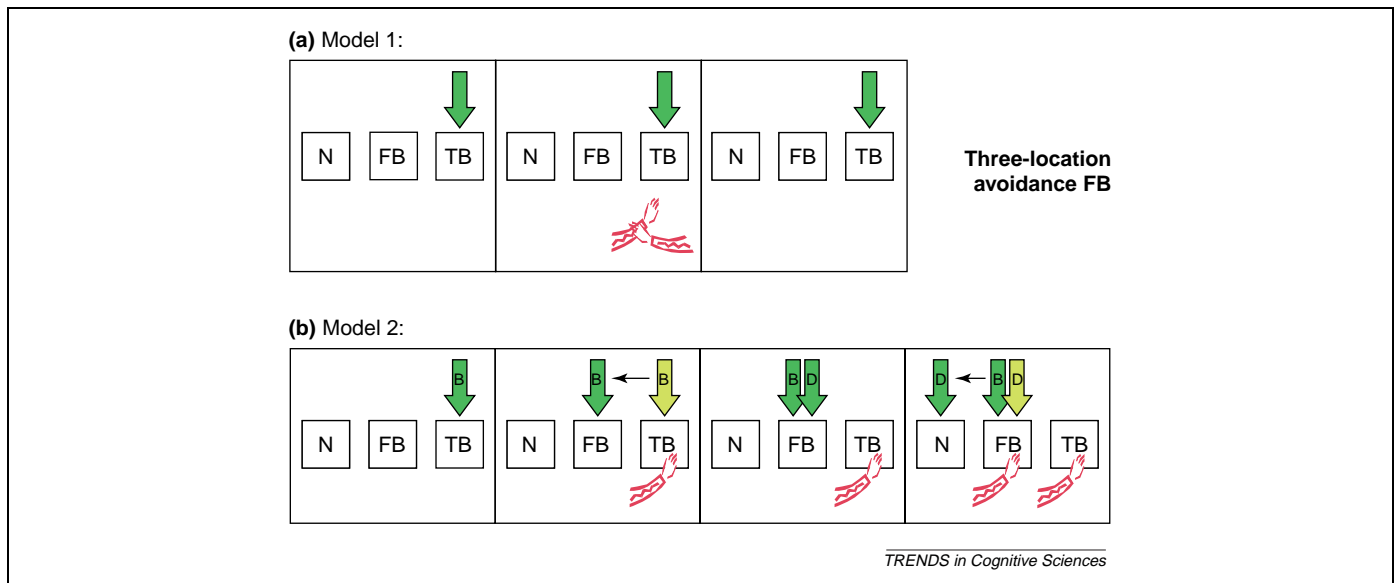 (a) Model 1:
N FB TB N FB TB N FB TB
Three-location
avoidance FB
(b) Model 2:
B B B B D D B D
N FB TB N FB TB N FB TB N FB TB
TRENDS in Cognitive Sciences